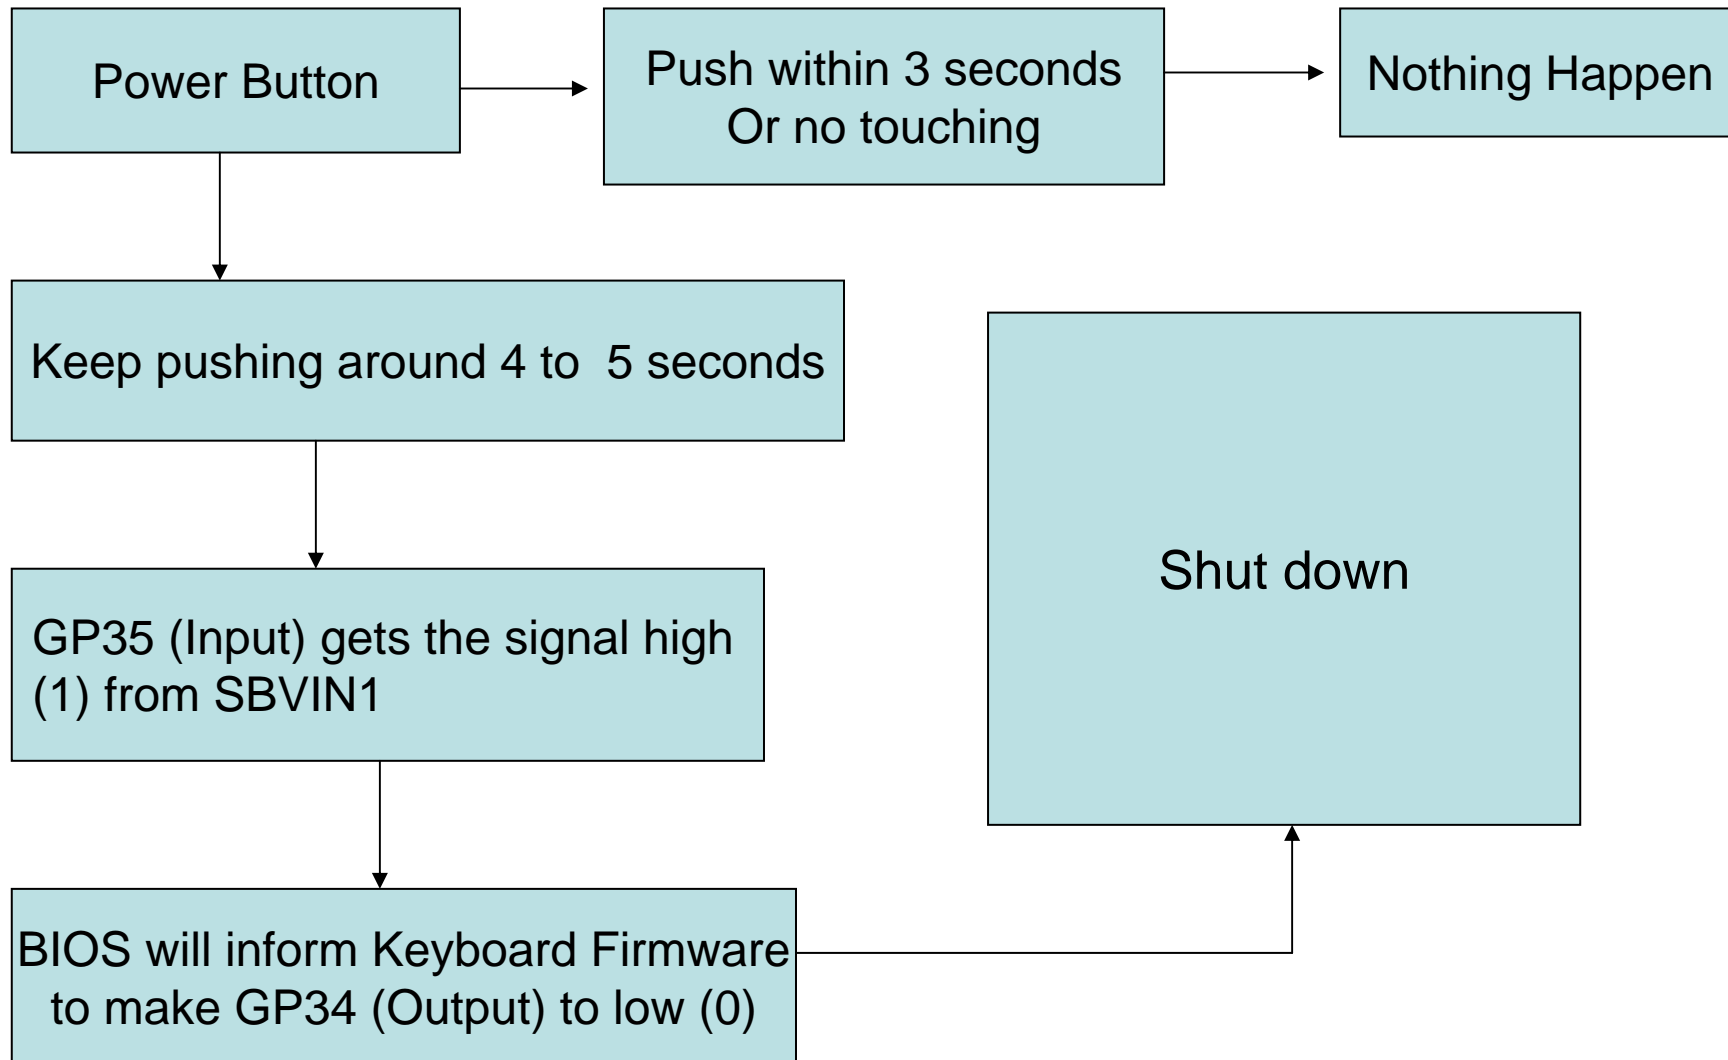 Power Button
Push within 3 seconds
Or no touching
Nothing Happen
Keep pushing around 4 to  5 seconds
GP35 (Input) gets the signal high
(1) from SBVIN1
Shut down
BIOS will inform Keyboard Firmware
to make GP34 (Output) to low (0)